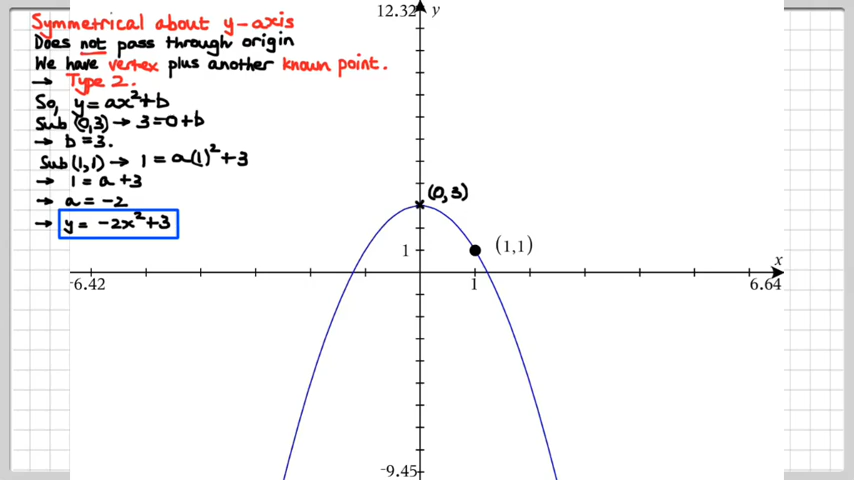 Symmetrical about y-axis
Does not pass through origin
We have vertex plus another known point.
→ Type 2.
So, y = ax²+b
Sub (0,3) → 3=0+b
→ b=3.
Sub (1,1) → 1 = a(1)²+3
→ 1 = a+3
→ a = -2
→ y = -2x²+3
12.32
y
(0,3)
(1,1)
1
x
-6.42
1
6.64
-9.45